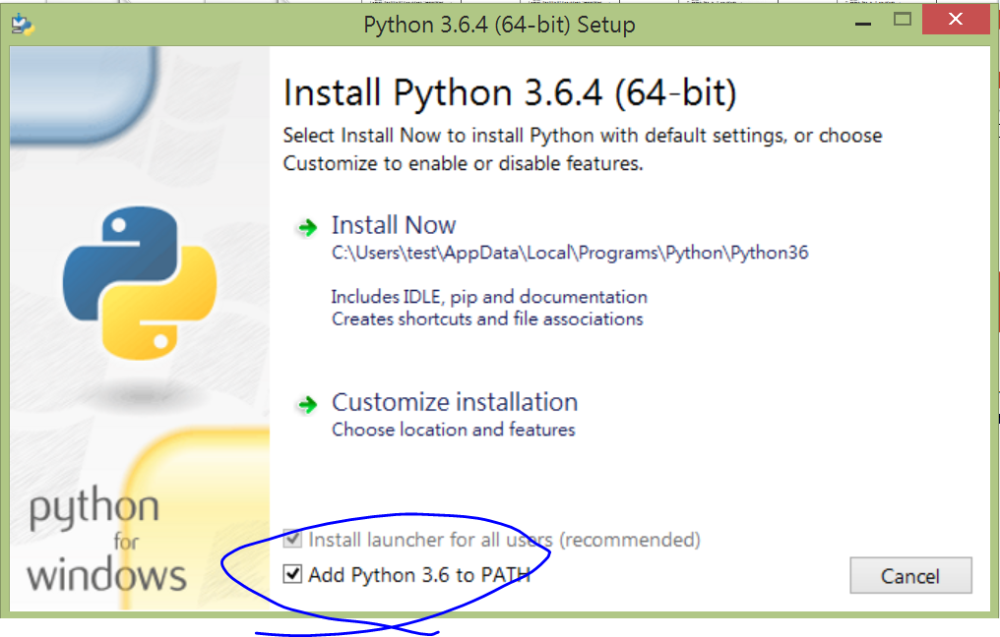 Python 3.6.4 (64-bit) Setup
Install Python 3.6.4 (64-bit)
Select Install Now to install Python with default settings, or choose
Customize to enable or disable features.
Install Now
C:\Users\test\AppData\Local\Programs\Python\Python36
Includes IDLE, pip and documentation
Creates shortcuts and file associations
Customize installation
Choose location and features
python
for
windows
Install launcher for all users (recommended)
Add Python 3.6 to PATH
Cancel